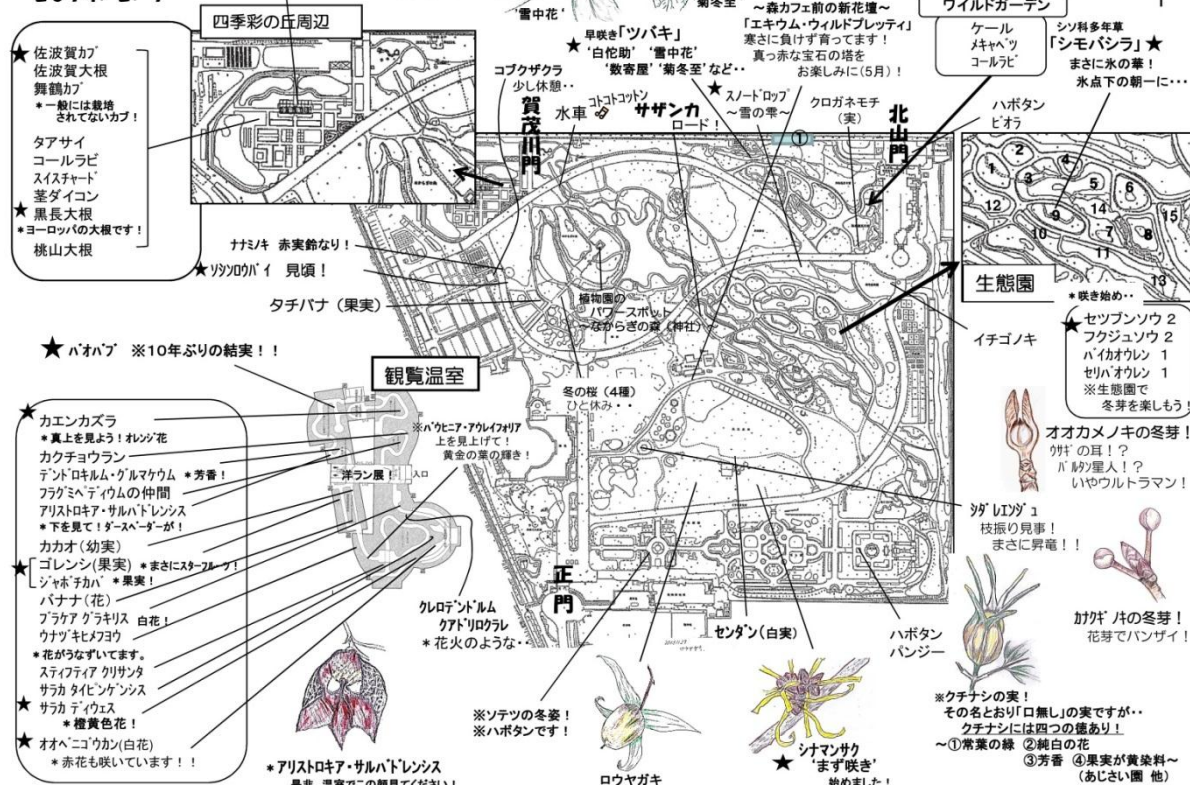 四季彩の丘周辺
★佐波賀カブ
佐波賀大根
舞鶴カブ
*一般には栽培
されてないカブ!
タアサイ
コールラビ
スイスチャード
茎ダイコン
★黒長大根
*ヨーロッパの大根です!
桃山大根
'雪中花'
菊冬至
★早咲き「ツバキ」
'白佗助' '雪中花'
'数寄屋' '菊冬至'など・・
~森カフェ前の新花壇~
「エキウム・ウィルドプレッティ」
寒さに負けず育ってます!
真っ赤な宝石の塔を
お楽しみに(5月)!
ワイルドガーデン
ケール
メキャベツ
コールラビ
シソ科多年草
「シモバシラ」★
まさに氷の華!
氷点下の朝一に・・・
コブクザクラ
少し休憩・・
賀茂川門
水車
コトコトコットン
サザンカ
ロード!
★スノードロップ
~雪の雫~
クロガネモチ
(実)
①
北山門
ハボタン
ビオラ
1
2
3
4
5
6
7
8
9
10
11
12
13
14
15
生態園
*咲き始め・・
★セツブンソウ 2
フクジュソウ 2
バイカオウレン 1
セリバオウレン 1
※生態園で
冬芽を楽しもう!
ナナミノキ 赤実鈴なり!
★ソシンロウバイ 見頃!
タチバナ(果実)
植物園の
パワースポット
~なからぎの森(神社)~
イチゴノキ
★バオバブ ※10年ぶりの結実!!
観覧温室
冬の桜(4種)
ひと休み・・
★カエンカズラ
*真上を見よう!オレンジ花
カクチョウラン
デンドロキルム・グルマケウム *芳香!
フラグミペディウムの仲間
アリストロキア・サルバドレンシス
*下を見て!ダースベーダーが!
カカオ(幼実)
★ゴレンシ(果実) *まさにスターフルーツ!
ジャボチカバ *果実!
バナナ(花)
ブラケア グラキリス 白花!
ウナヅキヒメフヨウ
*花がうなずいてます。
スティフティア クリサンタ
サラカ タイピンゲンシス
★サラカ ディウェス
*橙黄色花!
★オオベニゴウカン(白花)
*赤花も咲いています!!
洋ラン展!
入口
※バウヒニア・アウレイフォリア
上を見上げて!
黄金の葉の輝き!
クレロデンドルム
クアドリロクラレ
*花火のような・・
正門
オオカメノキの冬芽!
ウサギの耳!?
バルタン星人!?
いやウルトラマン!
シダレエンジュ
枝振り見事!
まさに昇竜!!
カナクギノキの冬芽!
花芽でバンザイ!
センダン(白実)
ハボタン
パンジー
※ソテツの冬姿!
※ハボタンです!
ロウヤガキ
シナマンサク
★'まず咲き'
始めました!
※クチナシの実!
その名とおり「口無し」の実ですが・・
クチナシには四つの徳あり!
~①常葉の緑 ②純白の花
③芳香 ④果実が黄染料~
(あじさい園 他)
*アリストロキア・サルバドレンシス